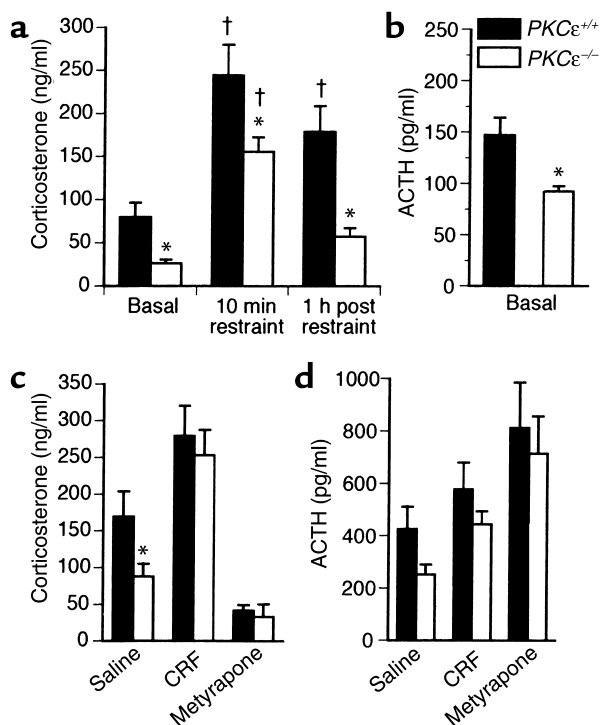 a
Corticosterone (ng/ml)
300
250
200
150
100
50
0
†
*
†
*
†
*
Basal
10 min
restraint
1 h post
restraint
b
PKCε+/+
PKCε−/−
ACTH (pg/ml)
250
200
150
100
50
0
*
Basal
c
Corticosterone (ng/ml)
350
300
250
200
150
100
50
0
*
Saline
CRF
Metyrapone
d
ACTH (pg/ml)
1000
800
600
400
200
0
Saline
CRF
Metyrapone